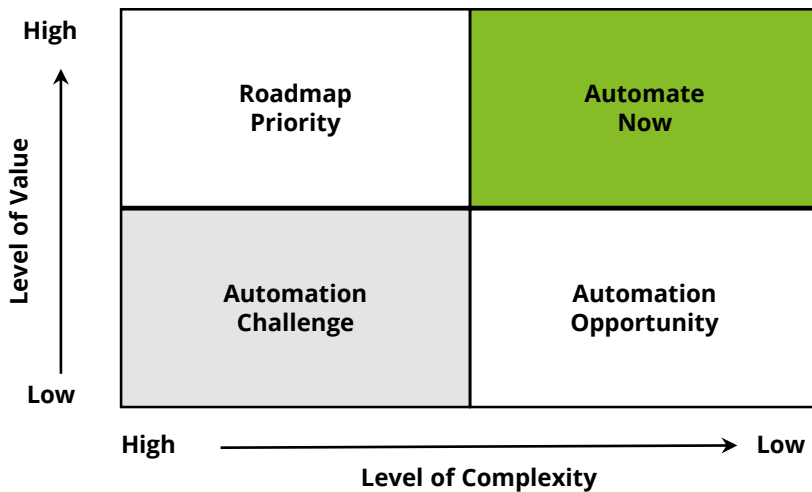 High
Roadmap
Priority
Automate
Now
Level of Value
Automation
Challenge
Automation
Opportunity
Low
High
Low
Level of Complexity